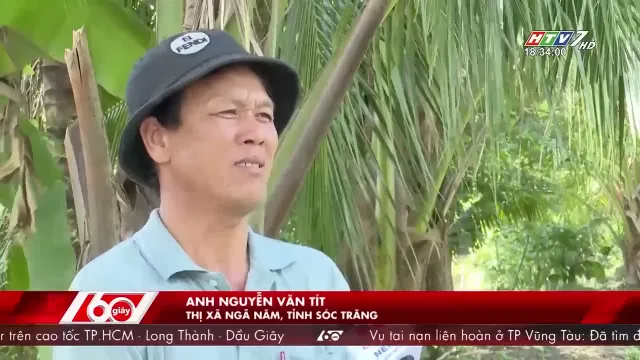 FENDI
HTV7 HD
18:34:00
60 giây
ANH NGUYỄN VĂN TÍT
THỊ XÃ NGÃ NĂM, TỈNH SÓC TRĂNG
r trên cao tốc TP.HCM - Long Thành - Dầu Giây Vụ tai nạn liên hoàn ở TP Vũng Tàu: Đã tìm đ